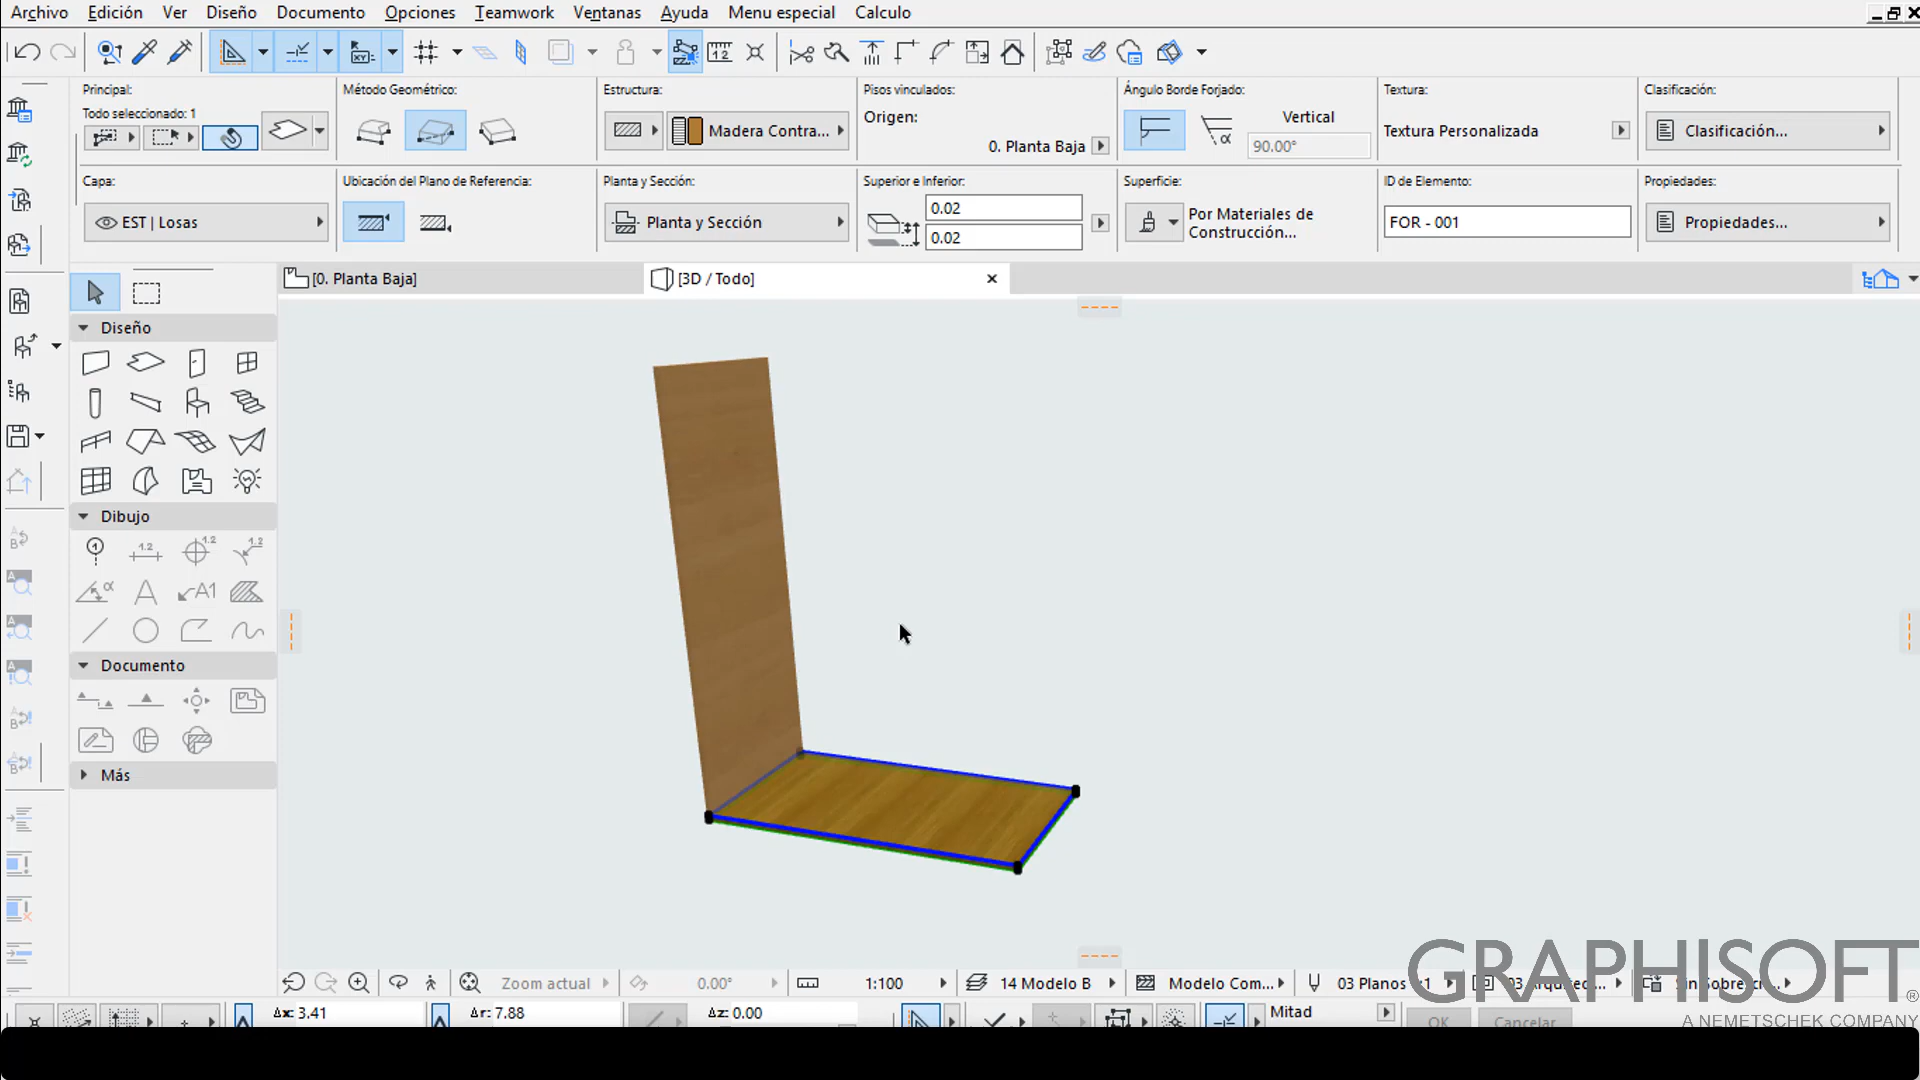 Archivo Edición Ver Diseño Documento Opciones Teamwork Ventanas Ayuda Menu especial Calculo
Principal:
Todo seleccionado: 1
Método Geométrico:
Estructura:
Madera Contra...
Pisos vinculados:
Origen:
0. Planta Baja
Ángulo Borde Forjado:
Vertical
90.00°
Textura:
Textura Personalizada
Clasificación:
Clasificación...
Capa:
EST | Losas
Ubicación del Plano de Referencia:
Planta y Sección:
Planta y Sección
Superior e Inferior:
0.02
0.02
Superficie:
Por Materiales de
Construcción...
ID de Elemento:
FOR - 001
Propiedades:
Propiedades...
[0. Planta Baja]
[3D / Todo]
Diseño
Dibujo
Documento
Más
Zoom actual
0.00°
1:100
14 Modelo B
Modelo Com...
03 Planos
GRAPHISOFT
®
A NEMETSCHEK COMPANY
Δx: 3.41
Δr: 7.88
Δz: 0.00
Mitad
OK
Cancelar